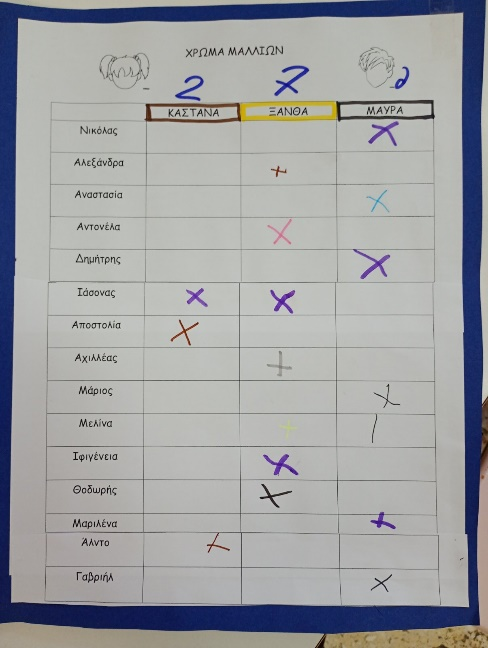 ΧΡΩΜΑ ΜΑΛΛΙΩΝ
2 7
ΚΑΣΤΑΝΑ ΞΑΝΘΑ ΜΑΥΡΑ
Νικόλας X
Αλεξάνδρα X
Αναστασία X
Αντονέλα X
Δημήτρης X
Ιάσονας X X
Αποστολία X
Αχιλλέας X
Μάριος X
Μελίνα X
Ιφιγένεια X
Θοδωρής X
Μαριλένα X
Άλντο X
Γαβριήλ X